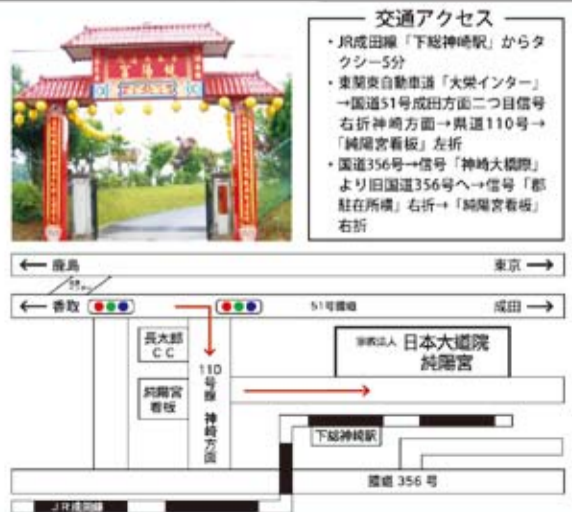 純陽宮
交通アクセス
・JR成田線「下総神崎駅」からタ
クシー5分
・東関東自動車道「大栄インター」
→国道51号成田方面二つ目信号
右折神崎方面→県道110号→
「純陽宮看板」左折
・国道356号→信号「神崎大橋際」
より旧国道356号へ→信号「郡
駐在所横」右折→「純陽宮看板」
右折
← 鹿島
東京 →
← 香取
51号國道
成田 →
長太郎
CC
純陽宮
看板
110号線 神崎方面
宗教法人 日本大道院
純陽宮
下総神崎駅
國道 356 号
JR成田線